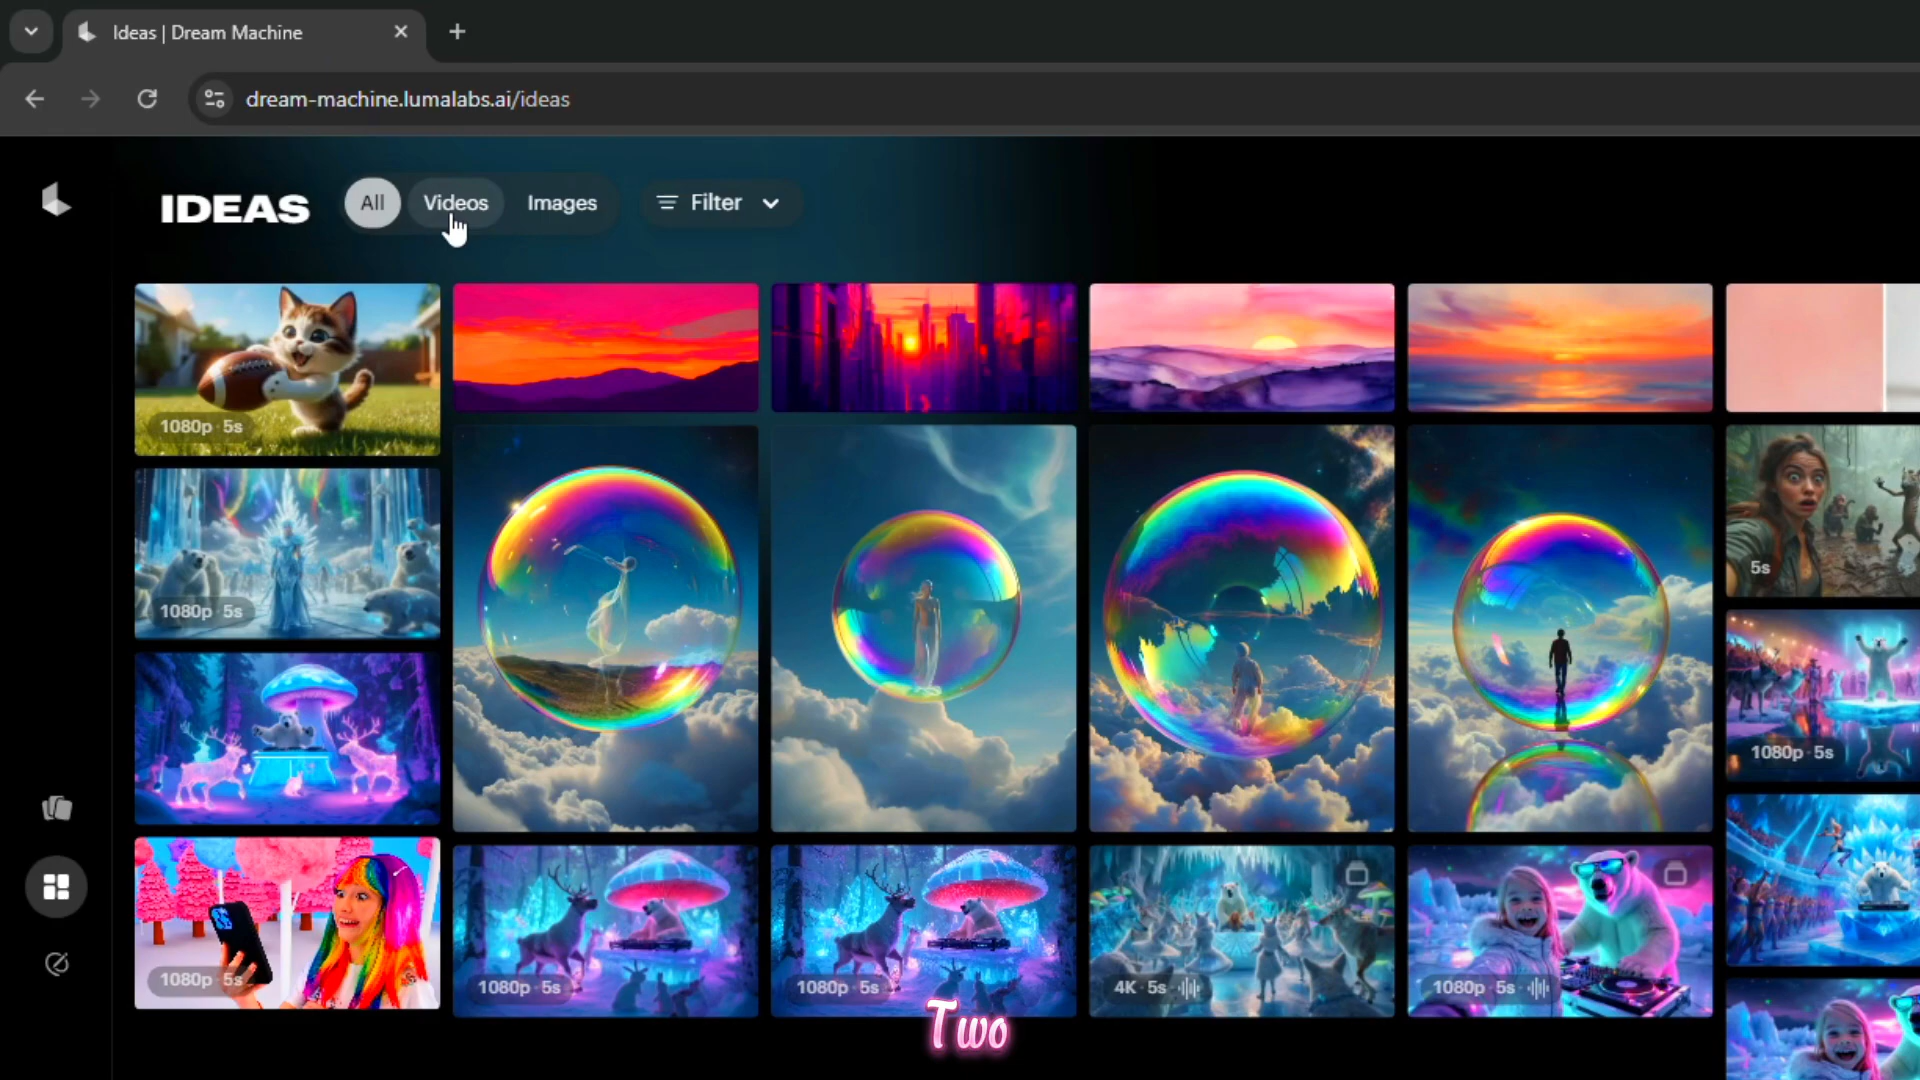 Ideas | Dream Machine
dream-machine.lumalabs.ai/ideas
IDEAS
All
Videos
Images
Filter
1080p · 5s
5s
1080p · 5s
1080p · 5s
1080p · 5s
1080p · 5s
1080p · 5s
4K · 5s
1080p · 5s
Two